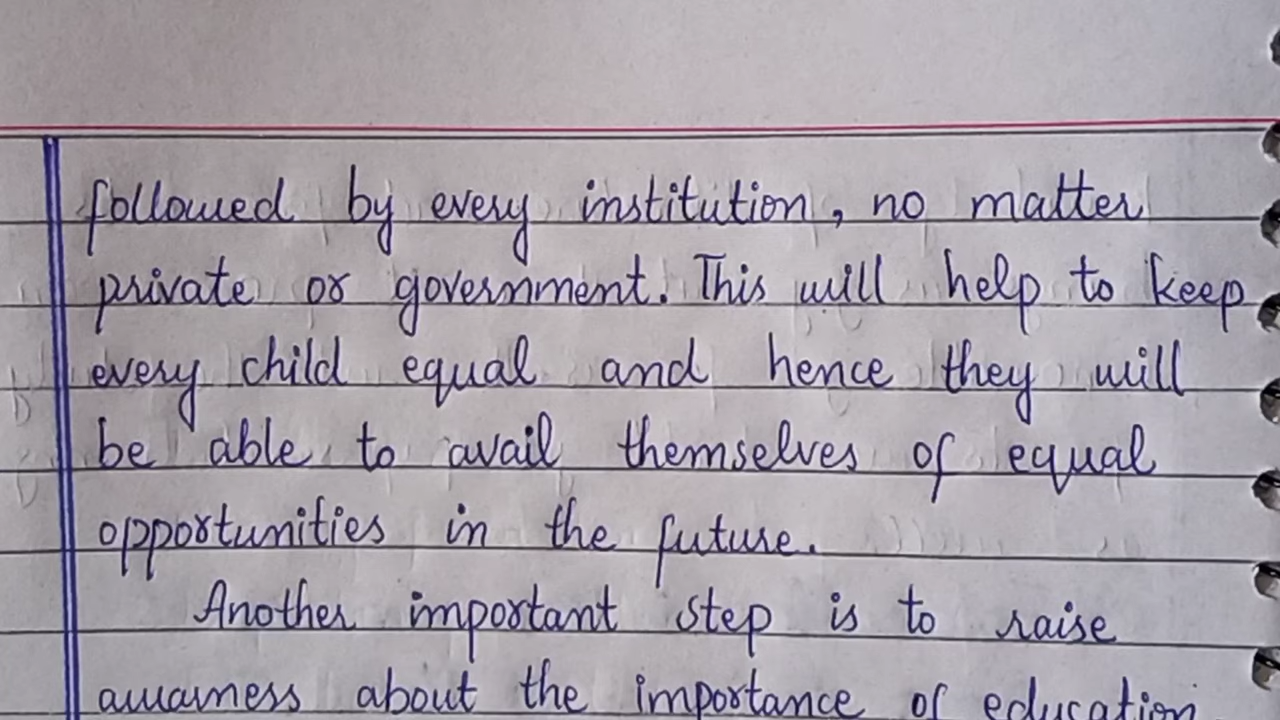 followed by every institution, no matter
private or government. This will help to keep
every child equal and hence they will
be able to avail themselves of equal
opportunities in the future.
Another important step is to raise
awarness about the importance of education